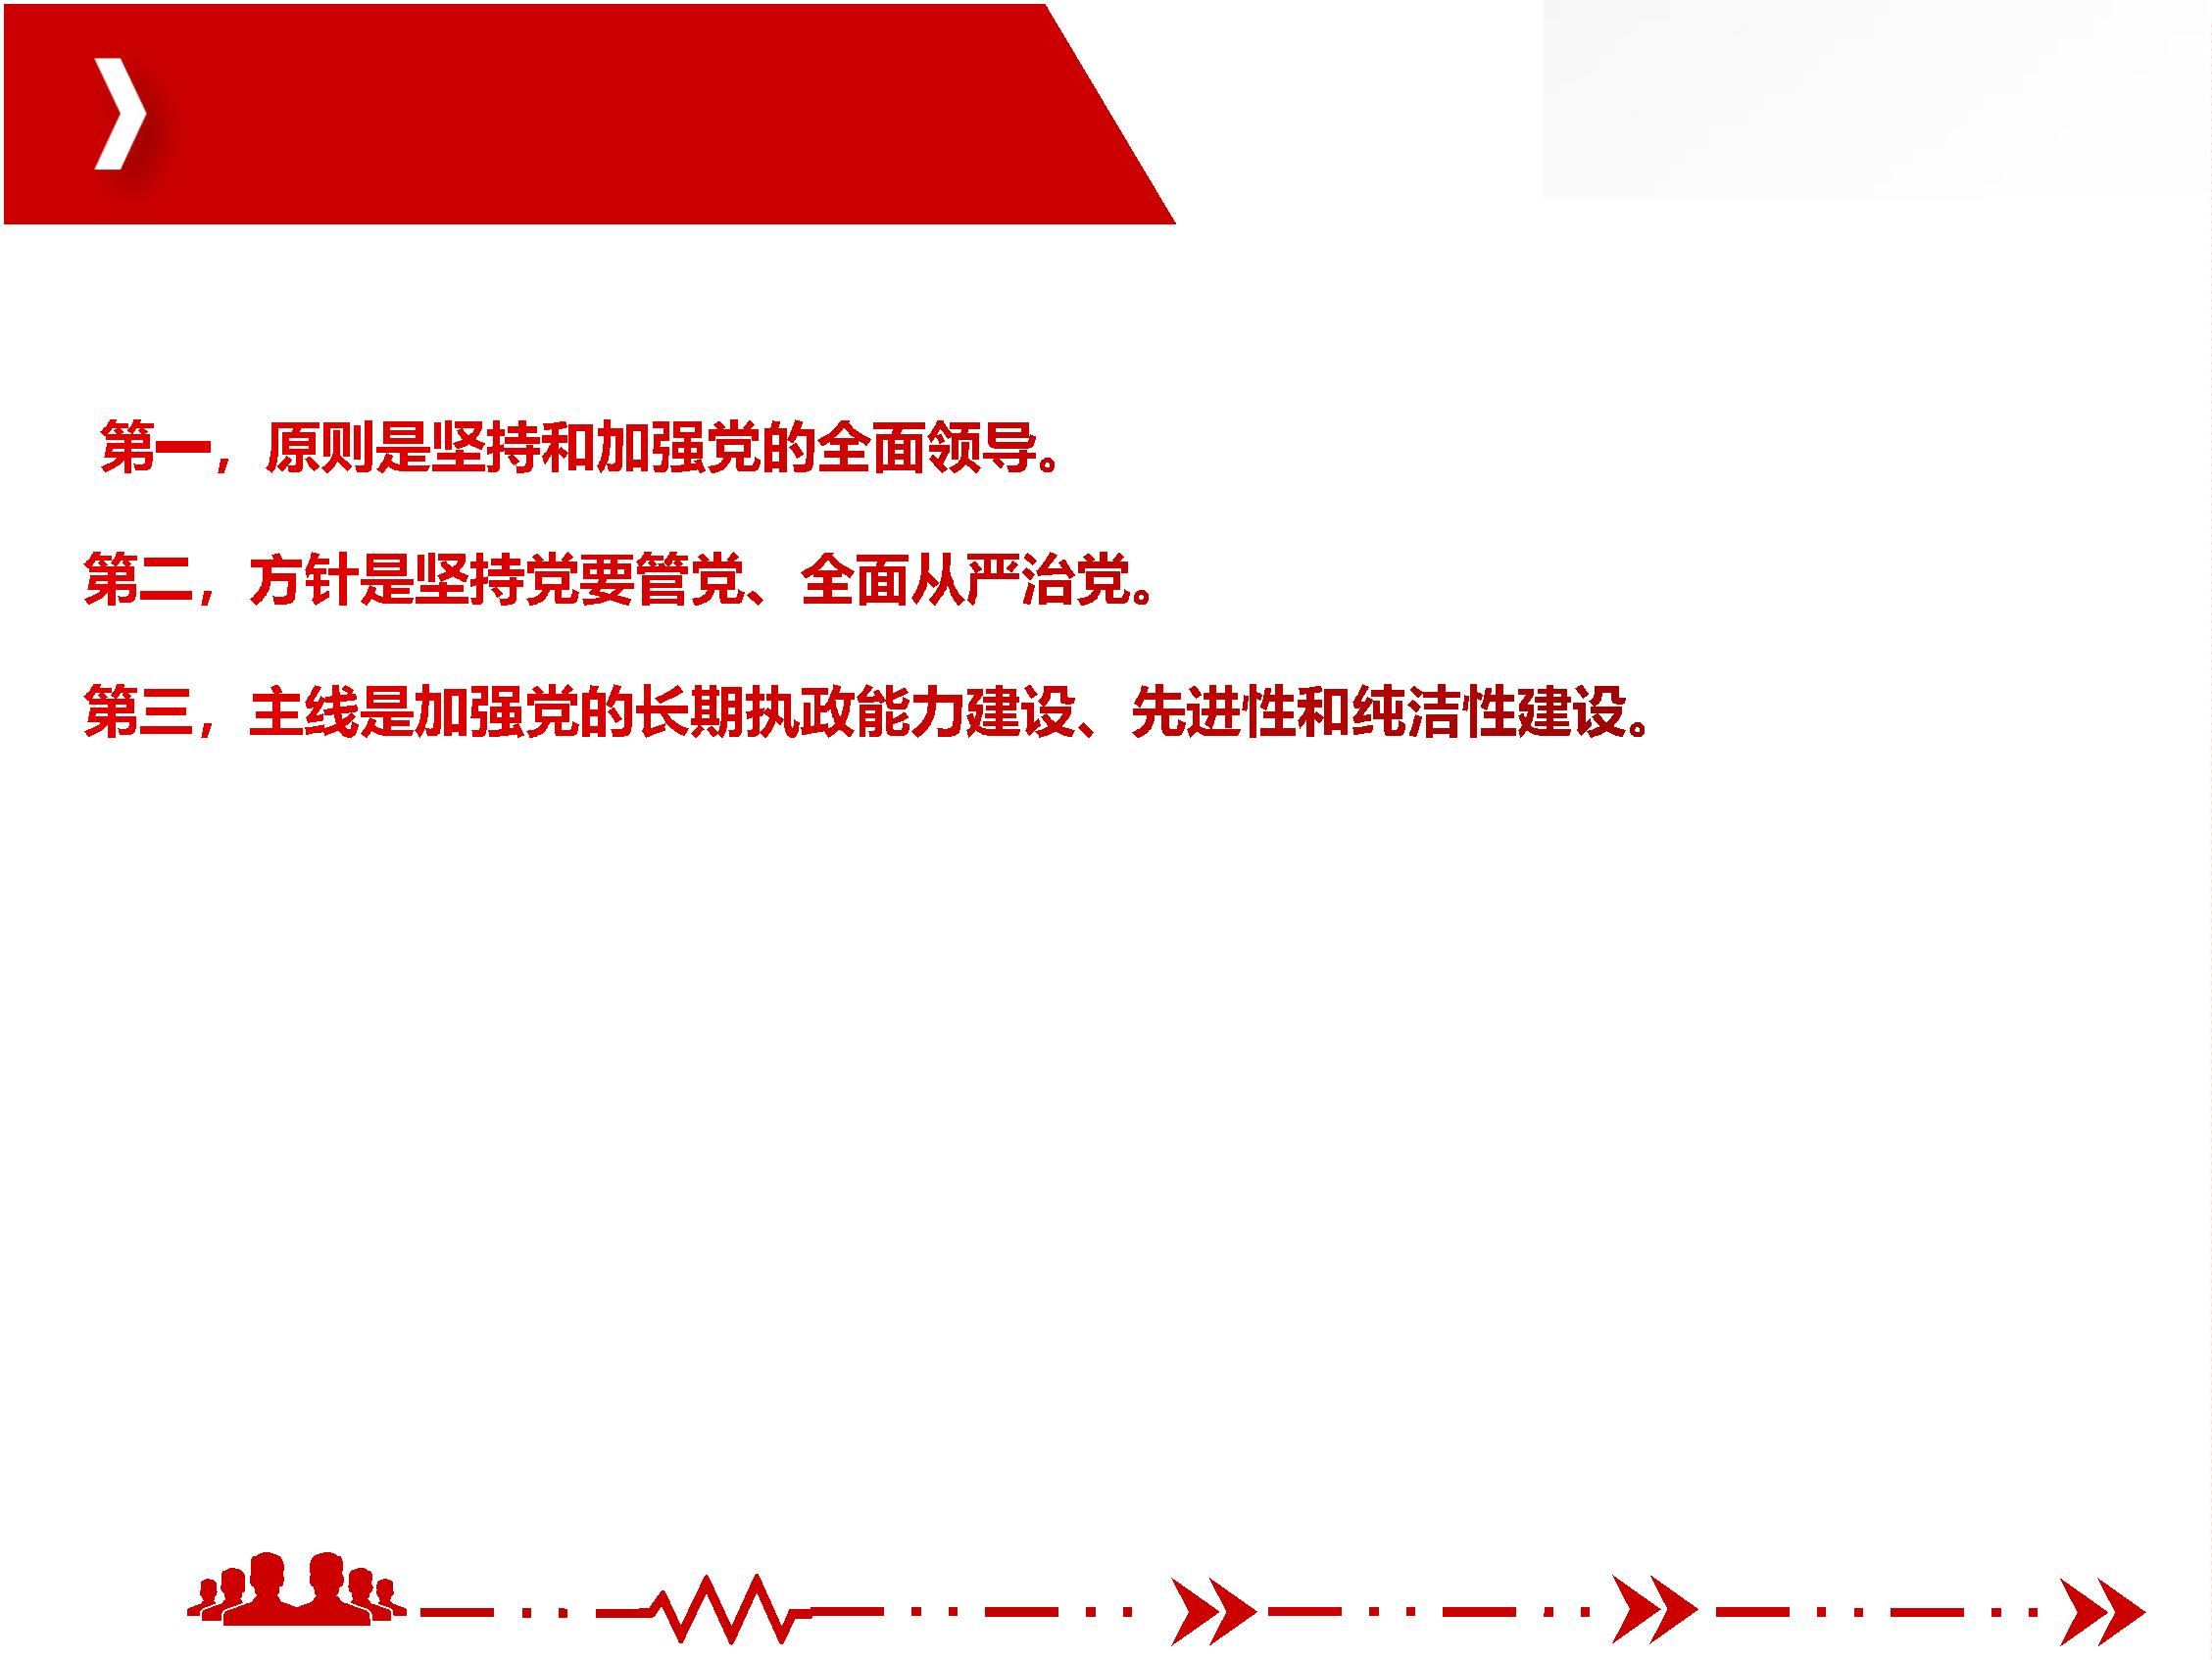 第一，原则是坚持和加强党的全面领导。
第二，方针是坚持党要管党、全面从严治党。
第三，主线是加强党的长期执政能力建设、先进性和纯洁性建设。